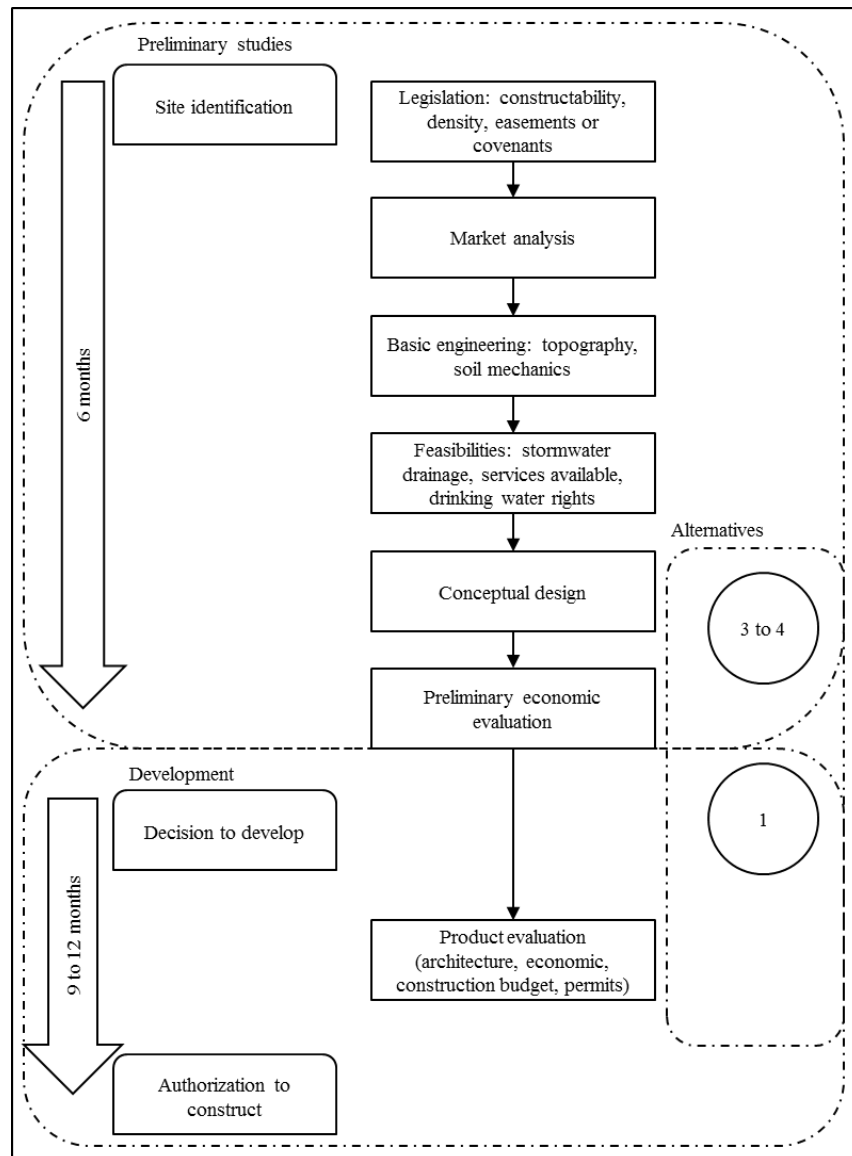 Preliminary studies
Site identification
Legislation: constructability,
density, easements or
covenants
Market analysis
Basic engineering: topography,
soil mechanics
6 months
Feasibilities: stormwater
drainage, services available,
drinking water rights
Alternatives
Conceptual design
3 to 4
Preliminary economic
evaluation
Development
Decision to develop
1
9 to 12 months
Product evaluation
(architecture, economic,
construction budget, permits)
Authorization to
construct